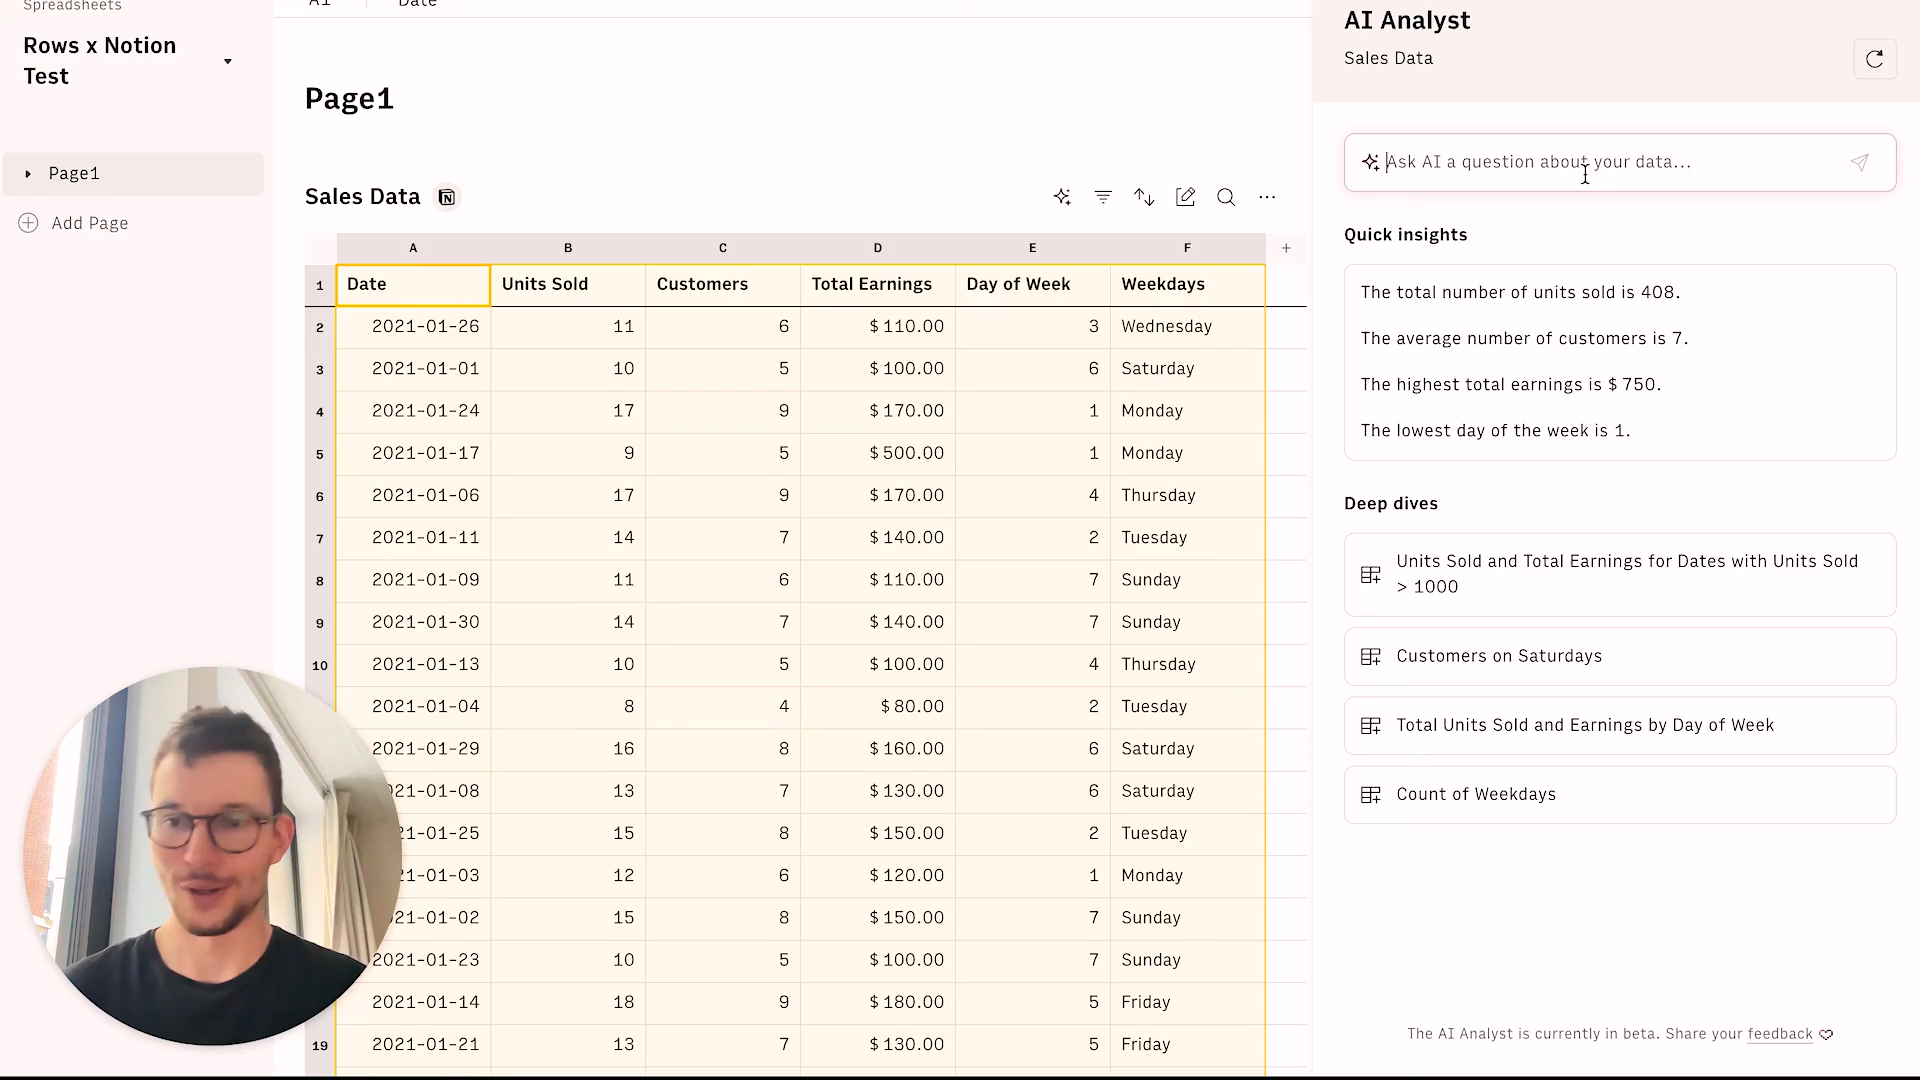 Spreadsheets
Rows x Notion
Test
Page1
Add Page
A1 Date
Page1
Sales Data
A B C D E F +
1 Date Units Sold Customers Total Earnings Day of Week Weekdays
2 2021-01-26 11 6 $ 110.00 3 Wednesday
3 2021-01-01 10 5 $ 100.00 6 Saturday
4 2021-01-24 17 9 $ 170.00 1 Monday
5 2021-01-17 9 5 $ 500.00 1 Monday
6 2021-01-06 17 9 $ 170.00 4 Thursday
7 2021-01-11 14 7 $ 140.00 2 Tuesday
8 2021-01-09 11 6 $ 110.00 7 Sunday
9 2021-01-30 14 7 $ 140.00 7 Sunday
10 2021-01-13 10 5 $ 100.00 4 Thursday
2021-01-04 8 4 $ 80.00 2 Tuesday
2021-01-29 16 8 $ 160.00 6 Saturday
21-01-08 13 7 $ 130.00 6 Saturday
21-01-25 15 8 $ 150.00 2 Tuesday
21-01-03 12 6 $ 120.00 1 Monday
21-01-02 15 8 $ 150.00 7 Sunday
2021-01-23 10 5 $ 100.00 7 Sunday
2021-01-14 18 9 $ 180.00 5 Friday
19 2021-01-21 13 7 $ 130.00 5 Friday
AI Analyst
Sales Data
Ask AI a question about your data...
Quick insights
The total number of units sold is 408.
The average number of customers is 7.
The highest total earnings is $ 750.
The lowest day of the week is 1.
Deep dives
Units Sold and Total Earnings for Dates with Units Sold
> 1000
Customers on Saturdays
Total Units Sold and Earnings by Day of Week
Count of Weekdays
The AI Analyst is currently in beta. Share your feedback